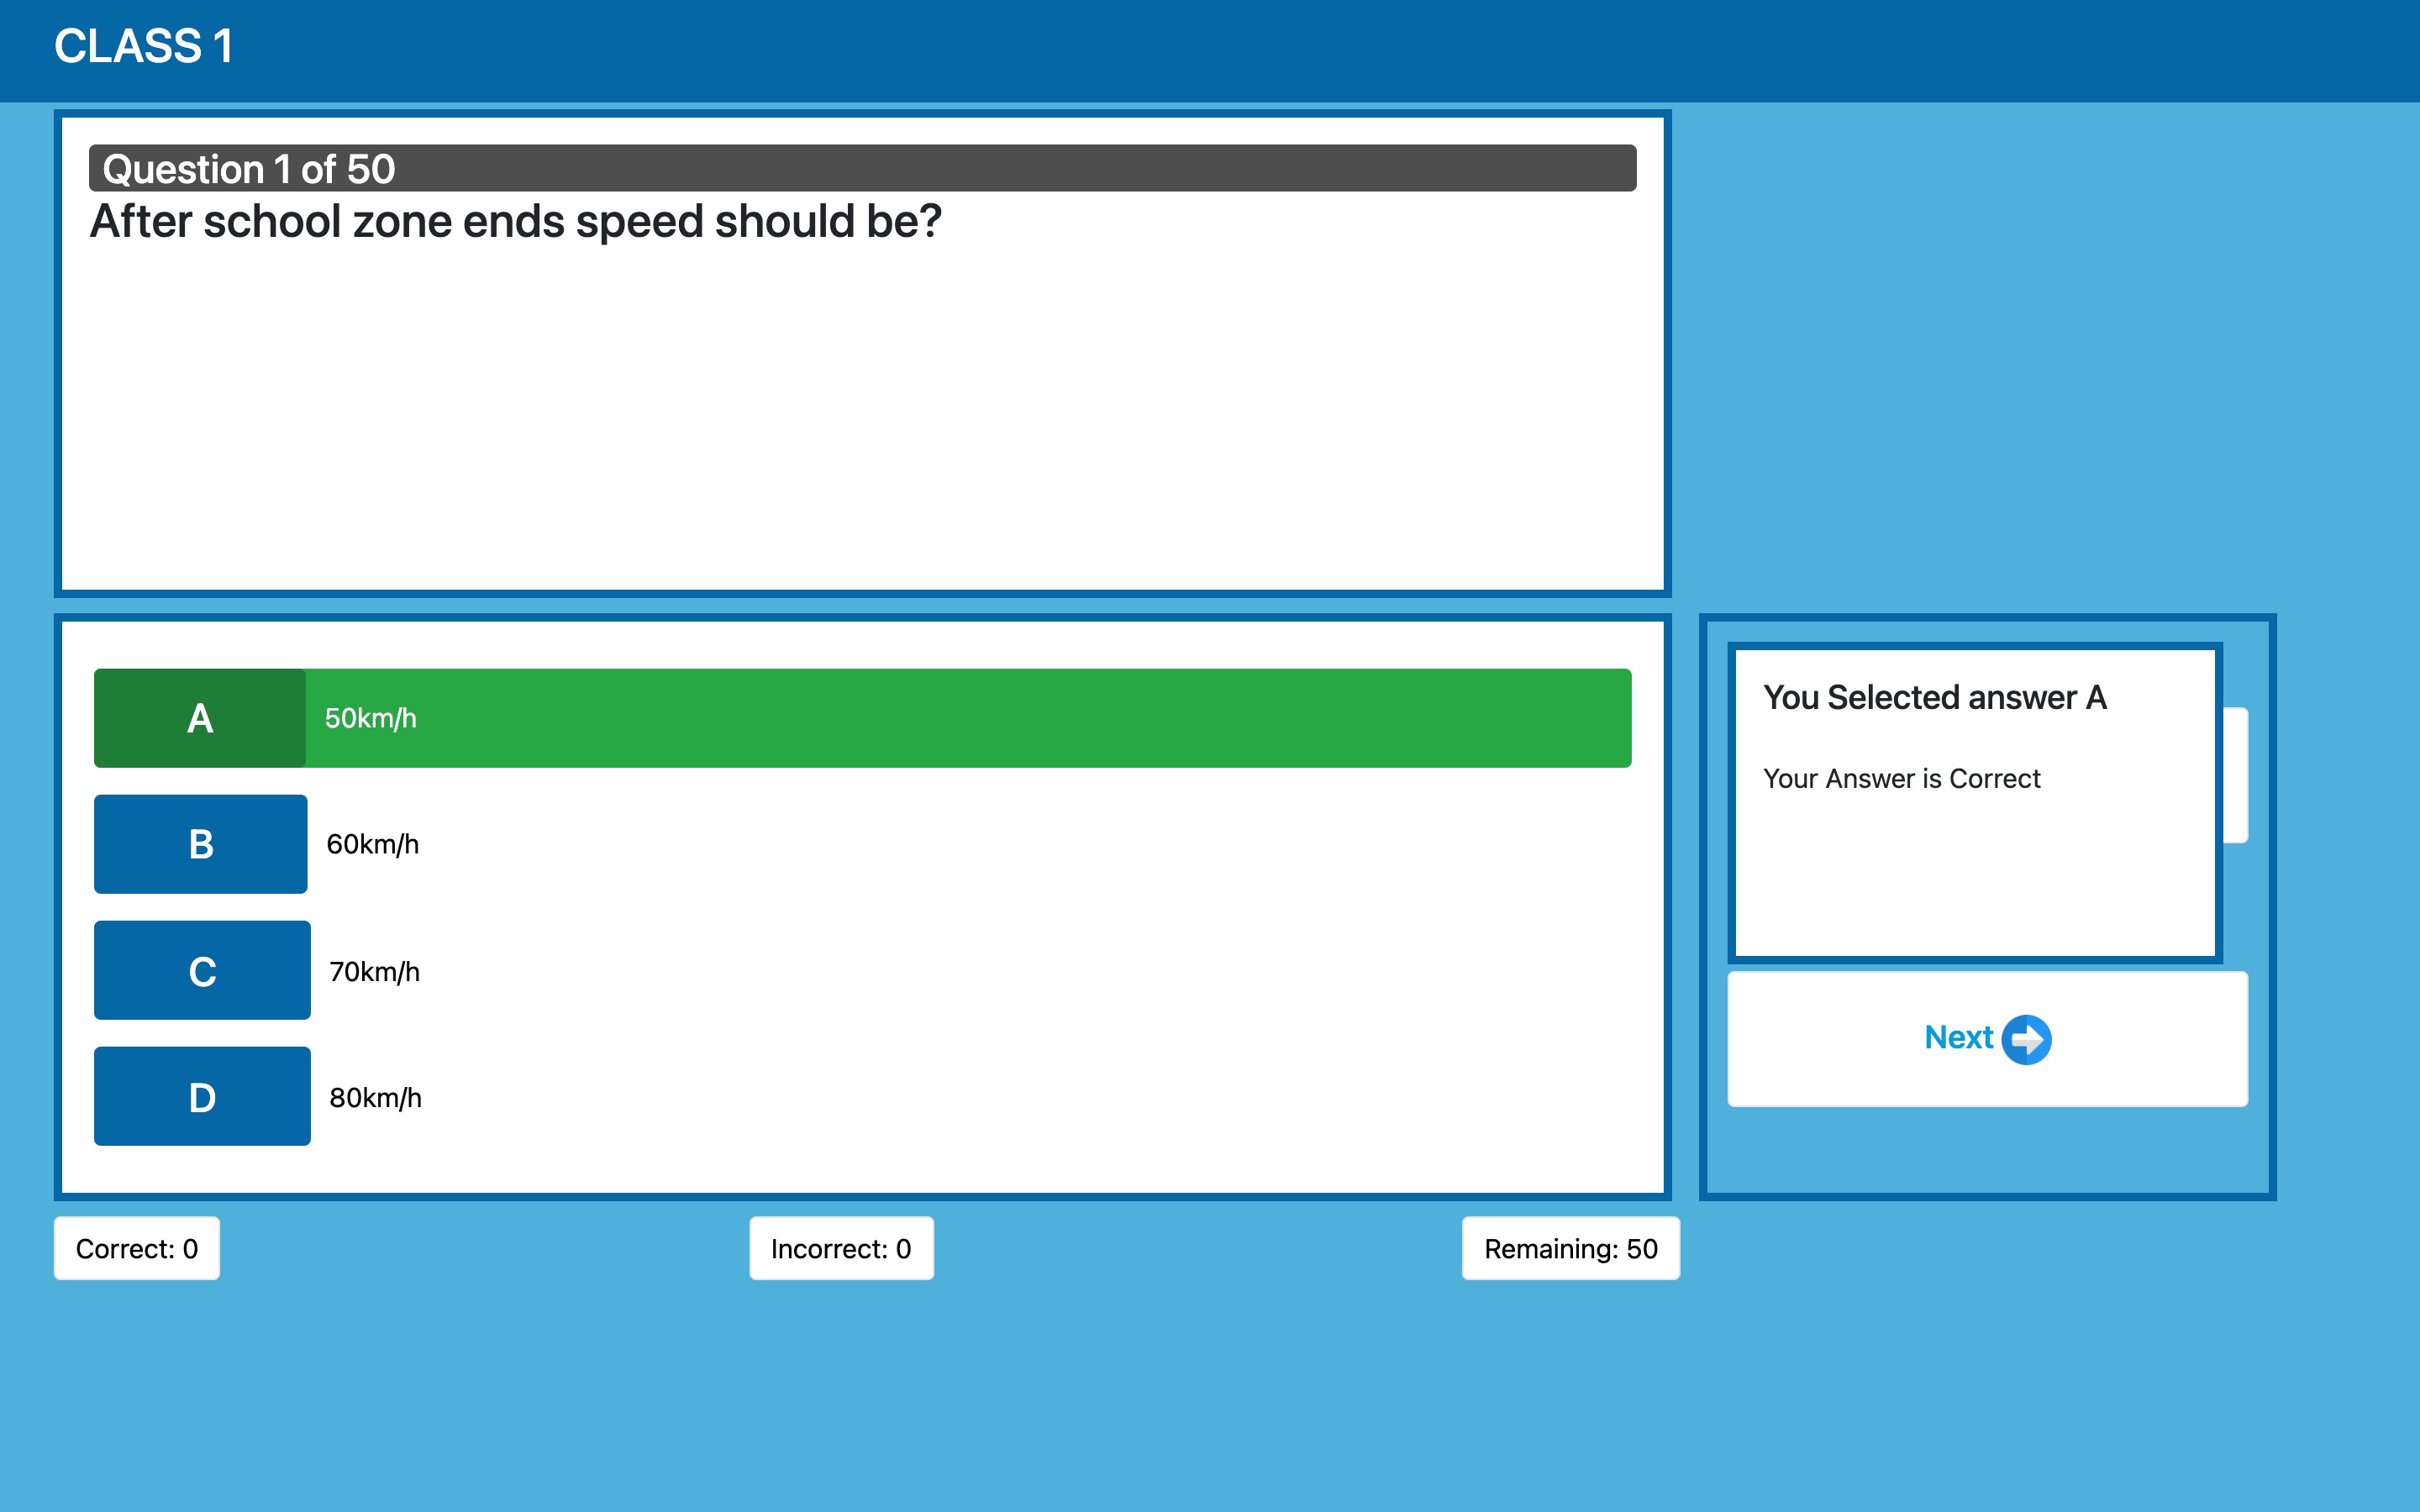 CLASS 1
Question 1 of 50
After school zone ends speed should be?
A 50km/h
B 60km/h
C 70km/h
D 80km/h
You Selected answer A
Your Answer is Correct
Next
Correct: 0
Incorrect: 0
Remaining: 50